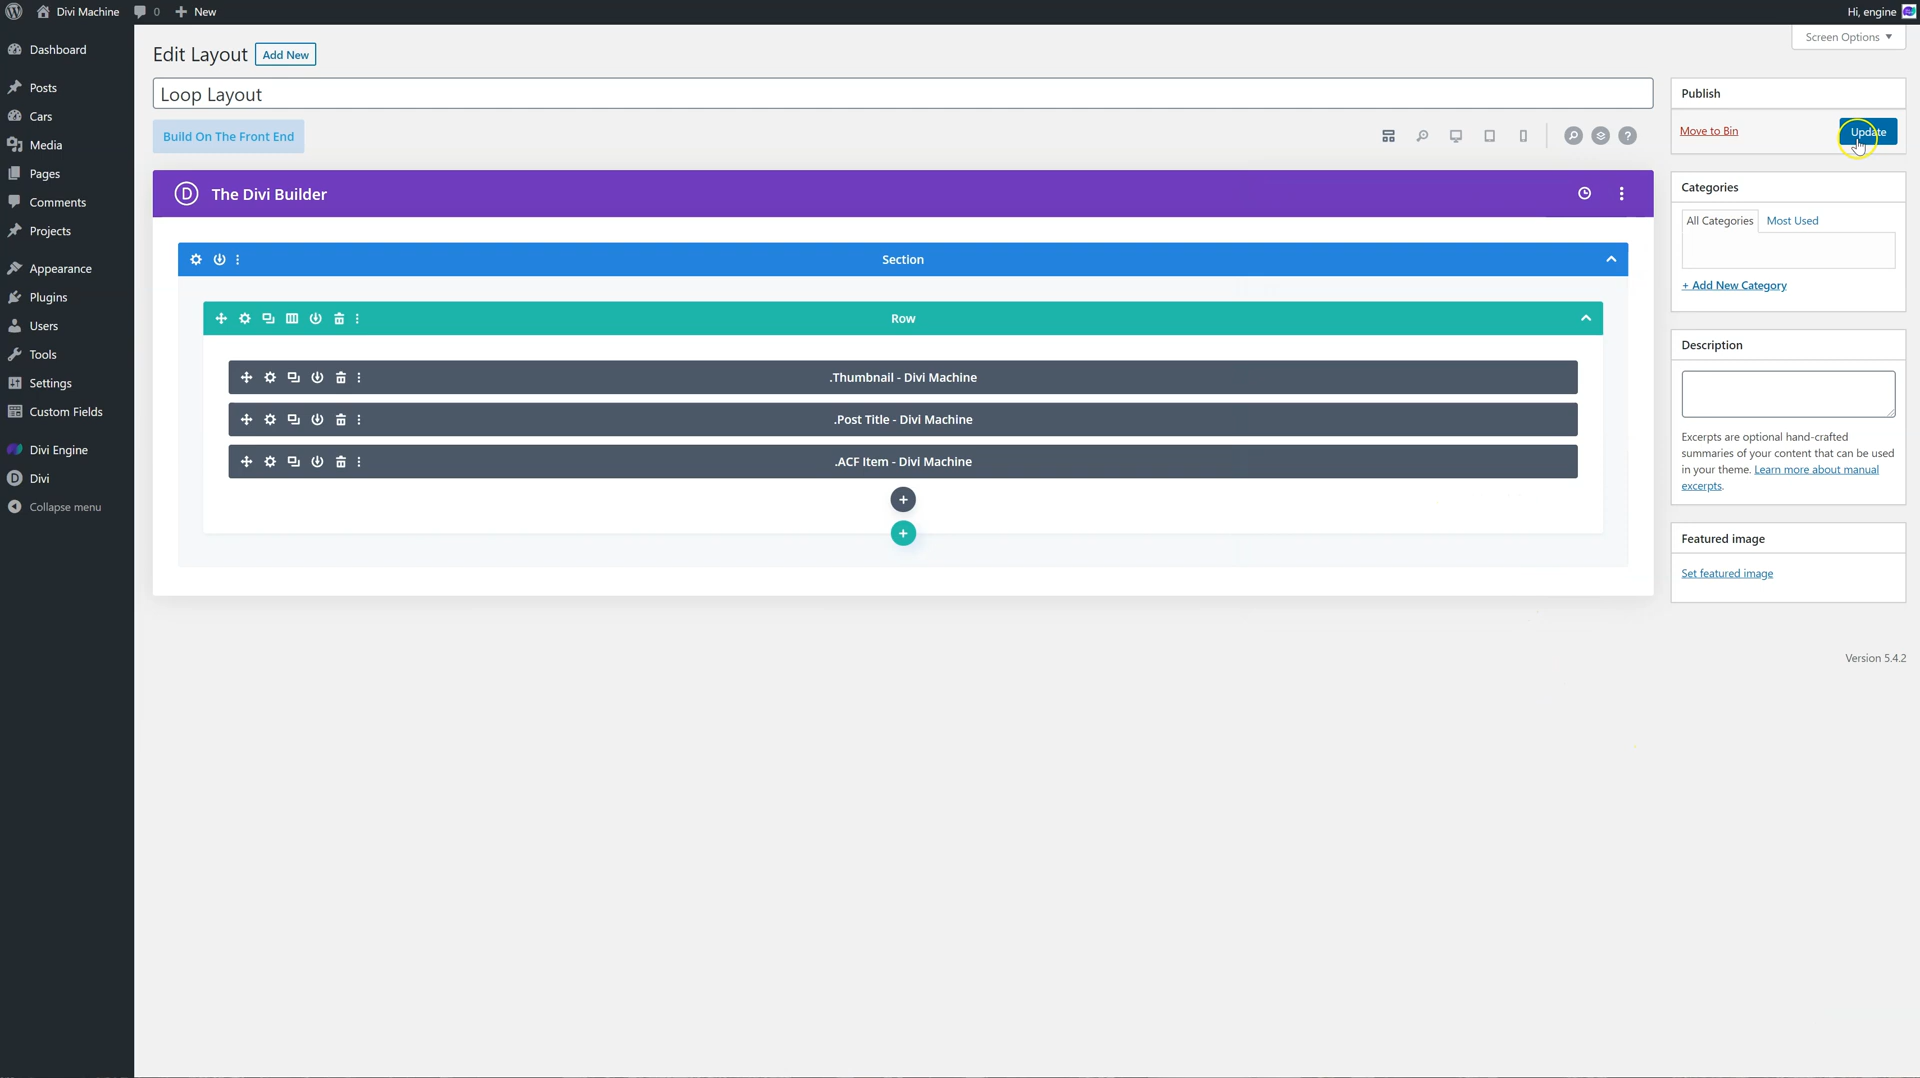 Divi Machine
0
New
Hi, engine
Dashboard
Posts
Cars
Media
Pages
Comments
Projects
Appearance
Plugins
Users
Tools
Settings
Custom Fields
Divi Engine
Divi
Collapse menu
Screen Options
Edit Layout
Add New
Loop Layout
Build On The Front End
The Divi Builder
Section
Row
.Thumbnail - Divi Machine
.Post Title - Divi Machine
.ACF Item - Divi Machine
Publish
Move to Bin
Update
Categories
All Categories
Most Used
+ Add New Category
Description
Excerpts are optional hand-crafted
summaries of your content that can be used
in your theme. Learn more about manual
excerpts.
Featured image
Set featured image
Version 5.4.2